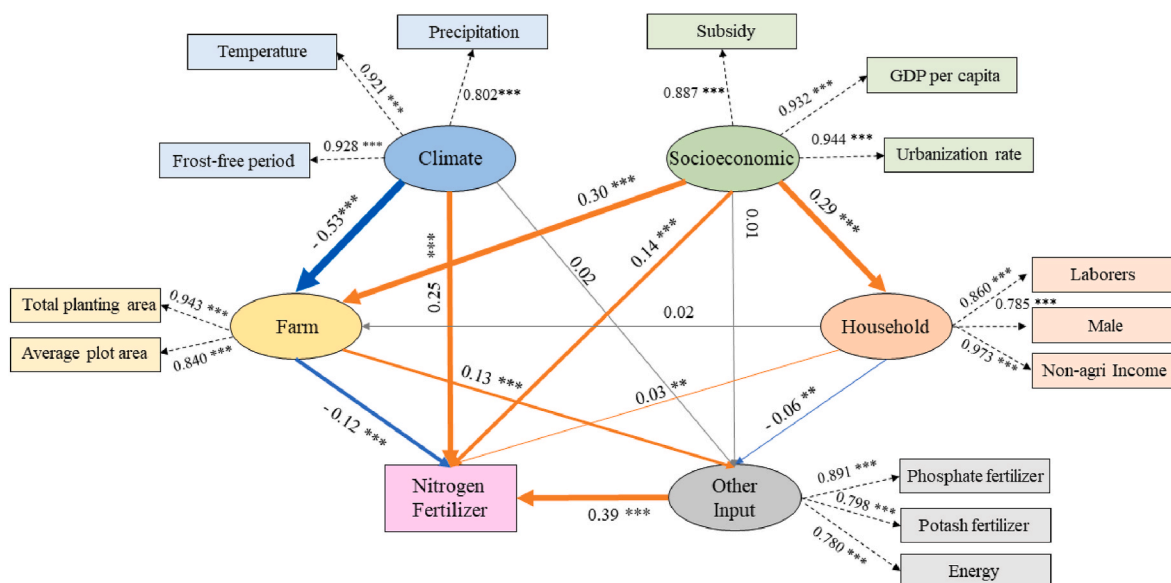 Precipitation
Subsidy
Temperature
GDP per capita
0.921 ***
0.802***
0.887 ***
0.932 ***
Frost-free period
0.928 ***
Climate
Socioeconomic
0.944 ***
Urbanization rate
- 0.53***
0.25 ***
0.30 ***
0.14 ***
0.01
0.29 ***
0.02
Total planting area
0.943 ***
Farm
0.02
Household
0.860 ***
Laborers
0.785 ***
Male
Average plot area
0.840 ***
0.973 ***
Non-agri Income
0.13 ***
0.03 **
- 0.06 **
- 0.12 ***
Nitrogen
Fertilizer
0.39 ***
Other
Input
0.891 ***
Phosphate fertilizer
0.798 ***
Potash fertilizer
0.780 ***
Energy